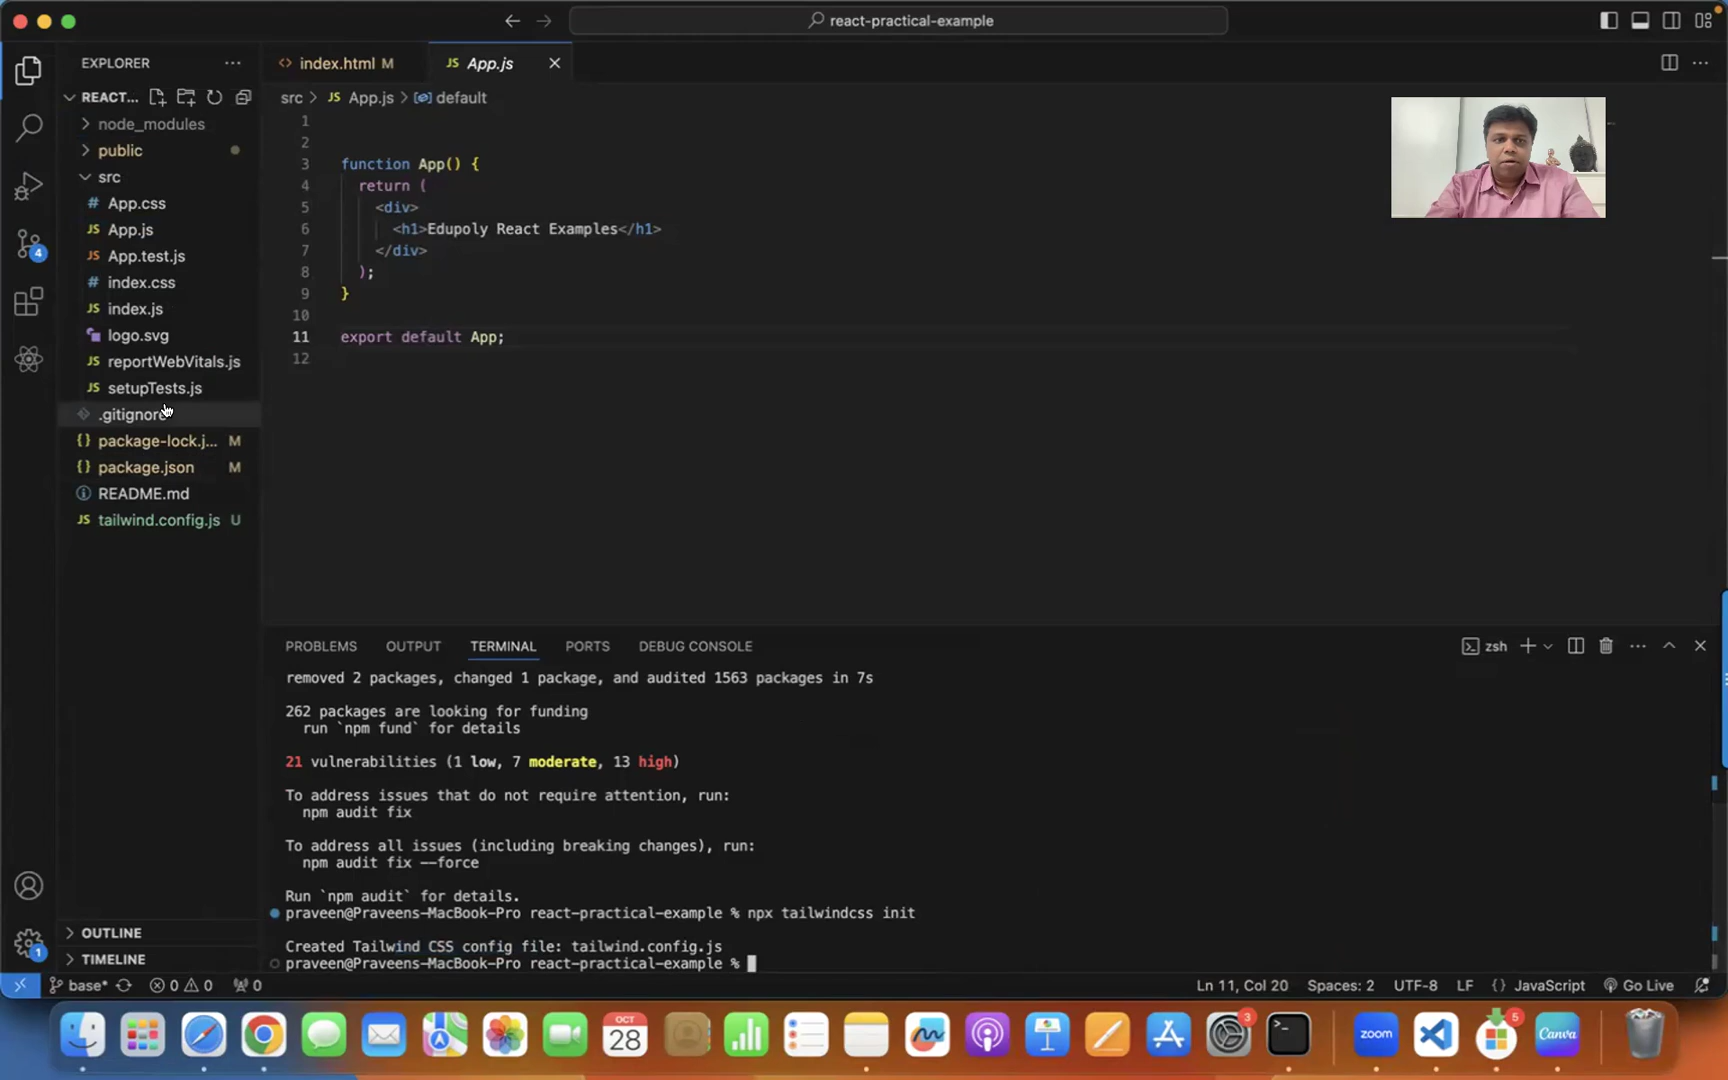 react-practical-example
EXPLORER
index.html M
App.js
REACT...
src > App.js > default
node_modules
public
src
App.css
App.js
App.test.js
index.css
index.js
logo.svg
reportWebVitals.js
setupTests.js
.gitignore
package-lock.j... M
package.json M
README.md
tailwind.config.js U
1
2
3 function App() {
4 return (
5 <div>
6 <h1>Edupoly React Examples</h1>
7 </div>
8 );
9 }
10
11 export default App;
12
4
PROBLEMS OUTPUT TERMINAL PORTS DEBUG CONSOLE
zsh
removed 2 packages, changed 1 package, and audited 1563 packages in 7s
262 packages are looking for funding
run `npm fund` for details
21 vulnerabilities (1 low, 7 moderate, 13 high)
To address issues that do not require attention, run:
npm audit fix
To address all issues (including breaking changes), run:
npm audit fix --force
Run `npm audit` for details.
praveen@Praveens-MacBook-Pro react-practical-example % npx tailwindcss init
Created Tailwind CSS config file: tailwind.config.js
praveen@Praveens-MacBook-Pro react-practical-example %
OUTLINE
TIMELINE
1
base* 0 0 0
Ln 11, Col 20 Spaces: 2 UTF-8 LF {} JavaScript Go Live
OCT
28
3
zoom
5
Canva